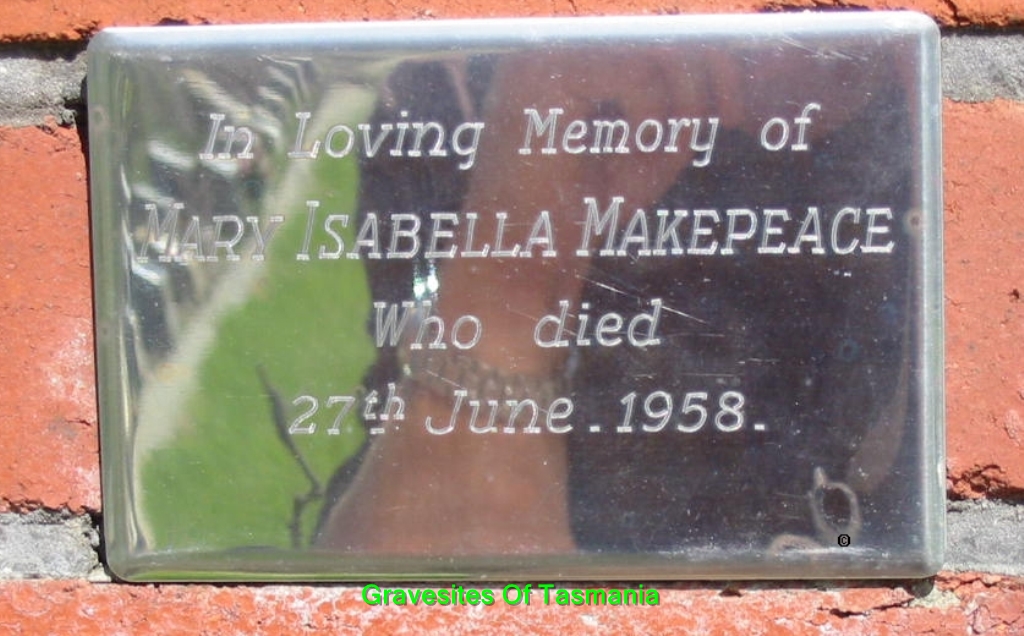 In Loving Memory of
MARY ISABELLA MAKEPEACE
Who died
27th June. 1958.
©
Gravesites Of Tasmania